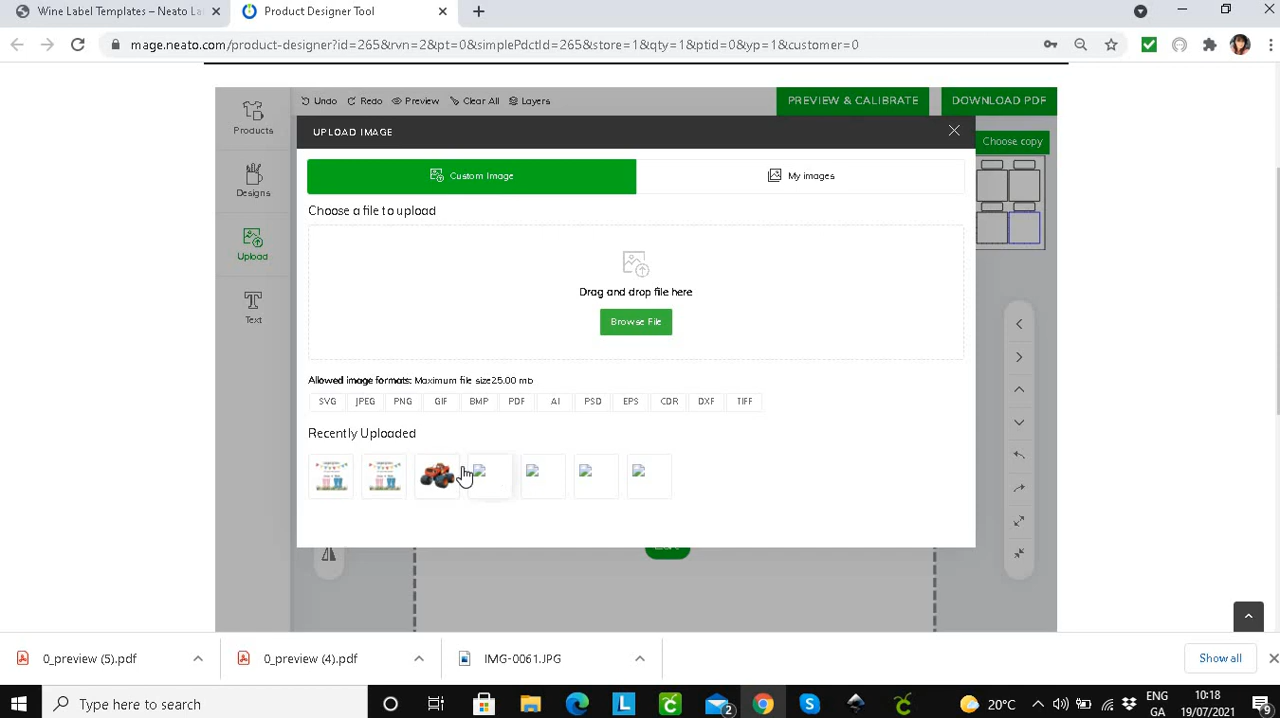 Wine Label Templates – Neato La
Product Designer Tool
mage.neato.com/product-designer?id=265&rvn=2&pt=0&simplePdctId=265&store=1&qty=1&ptid=0&yp=1&customer=0
Products
Designs
Upload
Text
Undo
Redo
Preview
Clear All
Layers
PREVIEW & CALIBRATE
DOWNLOAD PDF
Choose copy
UPLOAD IMAGE
Custom Image
My images
Choose a file to upload
Drag and drop file here
Browse File
Allowed image formats: Maximum file size25.00 mb
SVG JPEG PNG GIF BMP PDF AI PSD EPS CDR DXF TIFF
Recently Uploaded
0_preview (5).pdf
0_preview (4).pdf
IMG-0061.JPG
Show all
Type here to search
2
20°C
ENG
GA
10:18
19/07/2021
9